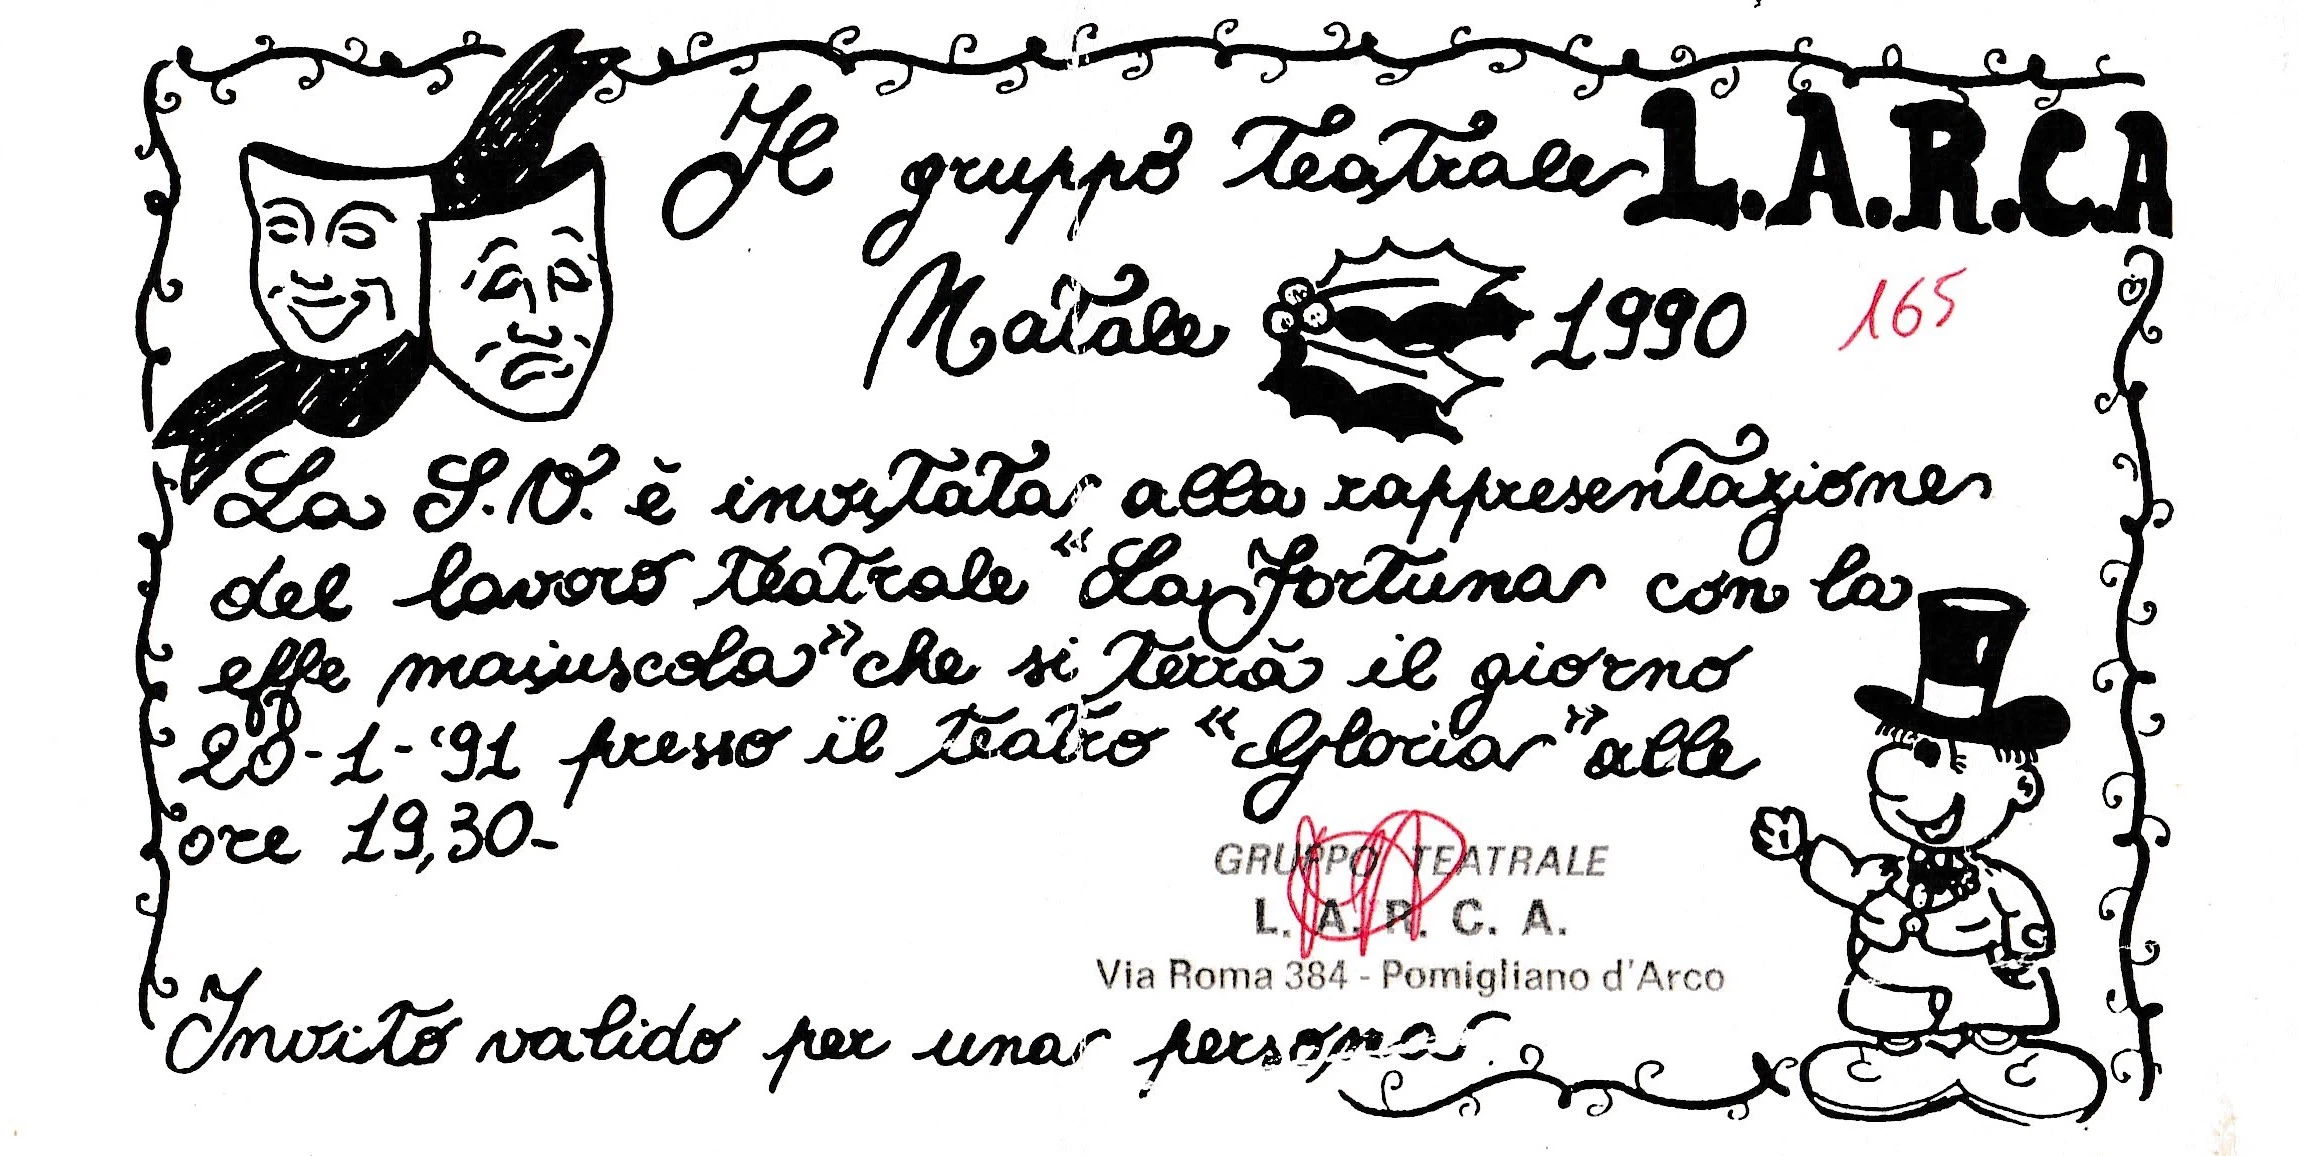 Il gruppo teatrale L.A.R.C.A
Natale 1990 165
La S.V. è invitata alla rappresentazione
del lavoro teatrale "La Fortuna con la
effe maiuscola" che si terrà il giorno
20-1-'91 presso il teatro "Gloria" alle
ore 19,30-
GRUPPO TEATRALE
L. A. R. C. A.
Via Roma 384 - Pomigliano d'Arco
Invito valido per una persona.